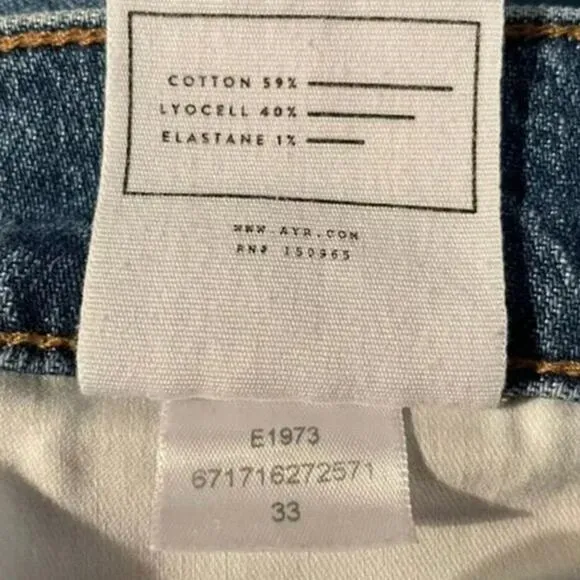 COTTON 59%
LYOCELL 40%
ELASTANE 1%
WWW.AYR.COM
RN# 150965
E1973
671716272571
33